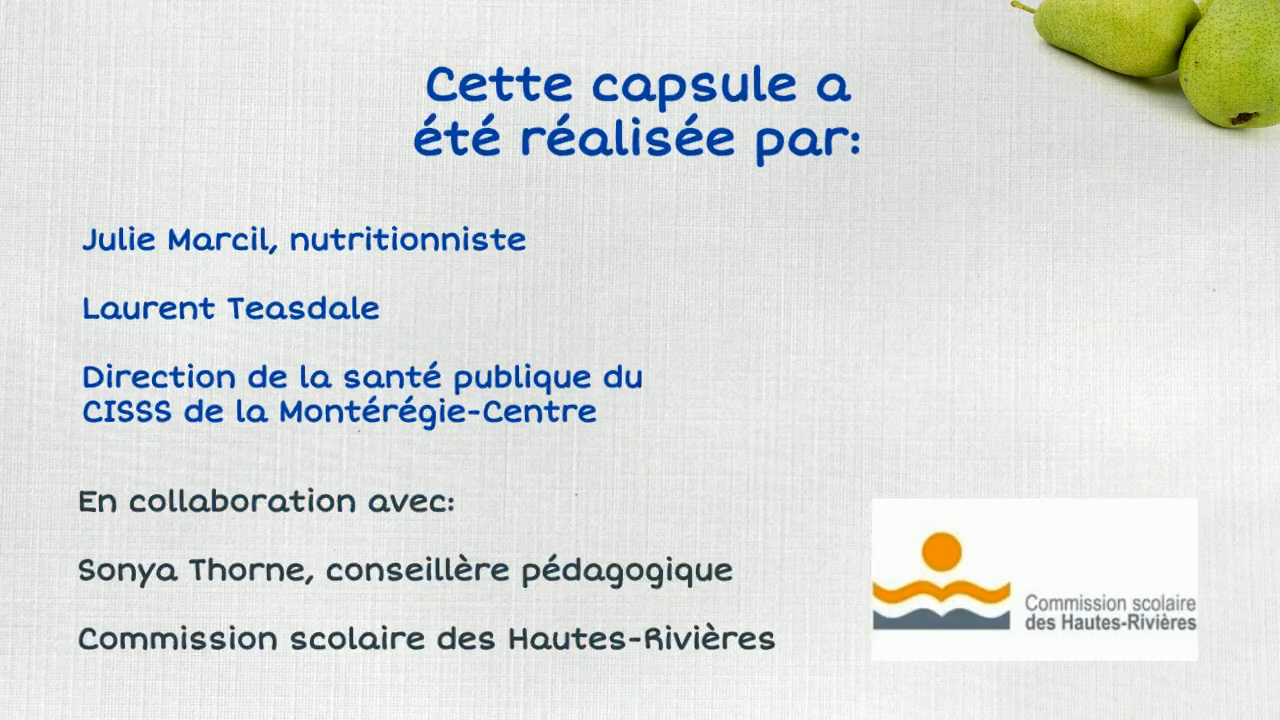 Cette capsule a
été réalisée par:
Julie Marcil, nutritionniste
Laurent Teasdale
Direction de la santé publique du
CISSS de la Montérégie-Centre
En collaboration avec:
Sonya Thorne, conseillère pédagogique
Commission scolaire des Hautes-Rivières
Commission scolaire
des Hautes-Rivières